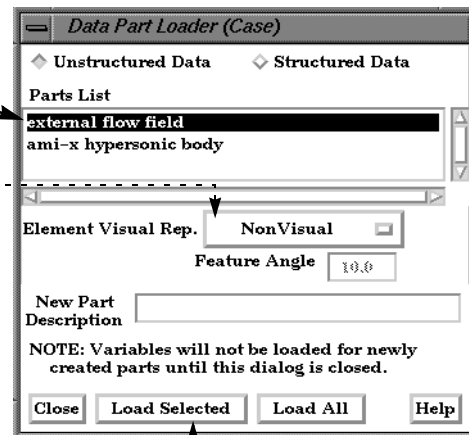 Data Part Loader (Case)
Unstructured Data Structured Data
Parts List
external flow field
ami-x hypersonic body
Element Visual Rep. NonVisual
Feature Angle 10.0
New Part
Description
NOTE: Variables will not be loaded for newly
created parts until this dialog is closed.
Close Load Selected Load All Help